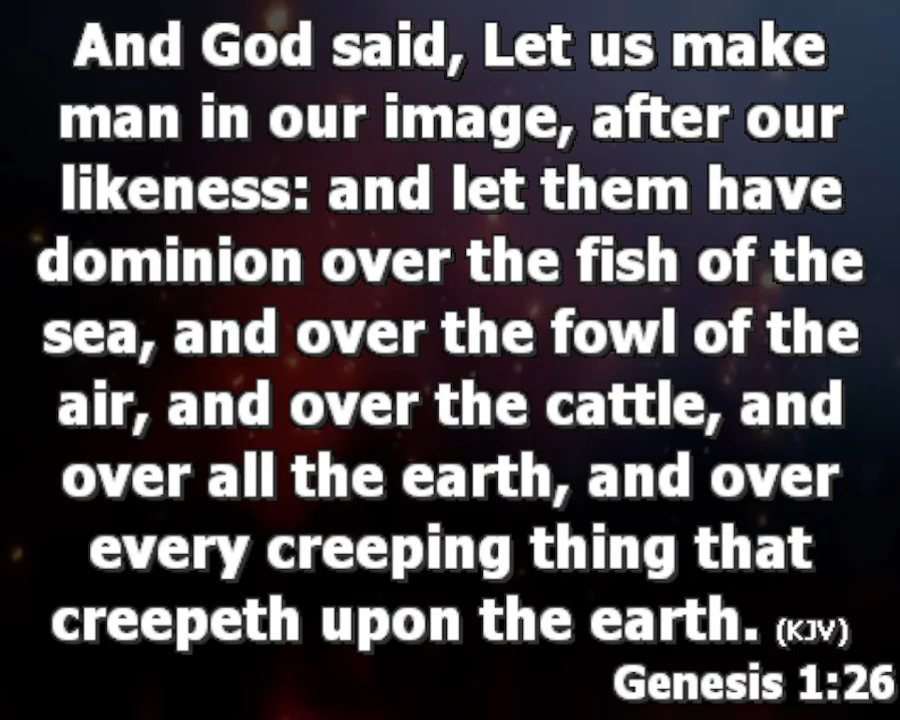 And God said, Let us make
man in our image, after our
likeness: and let them have
dominion over the fish of the
sea, and over the fowl of the
air, and over the cattle, and
over all the earth, and over
every creeping thing that
creepeth upon the earth. (KJV)
Genesis 1:26